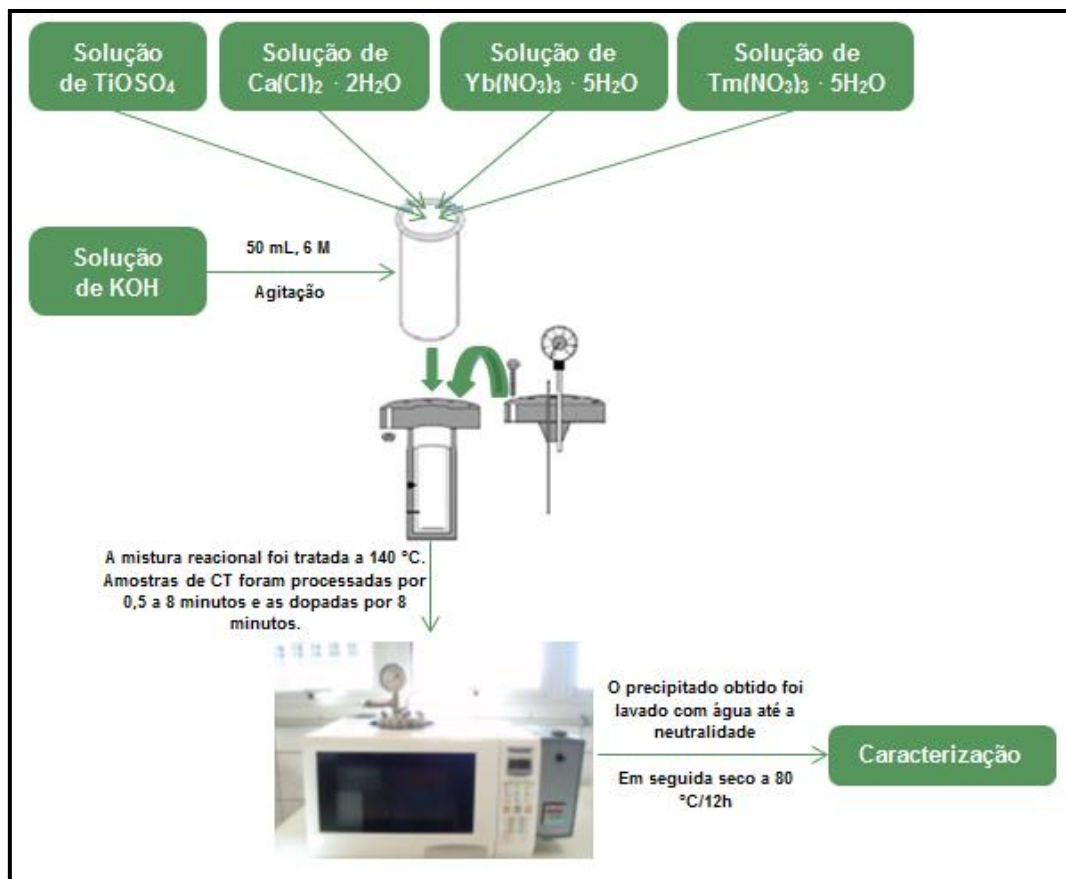 Solução
de TiOSO₄
Solução de
Ca(Cl)₂ · 2H₂O
Solução de
Yb(NO₃)₃ · 5H₂O
Solução de
Tm(NO₃)₃ · 5H₂O
Solução
de KOH
50 mL, 6 M
Agitação
A mistura reacional foi tratada a 140 °C.
Amostras de CT foram processadas por
0,5 a 8 minutos e as dopadas por 8
minutos.
O precipitado obtido foi
lavado com água até a
neutralidade
Em seguida seco a 80
°C/12h
Caracterização